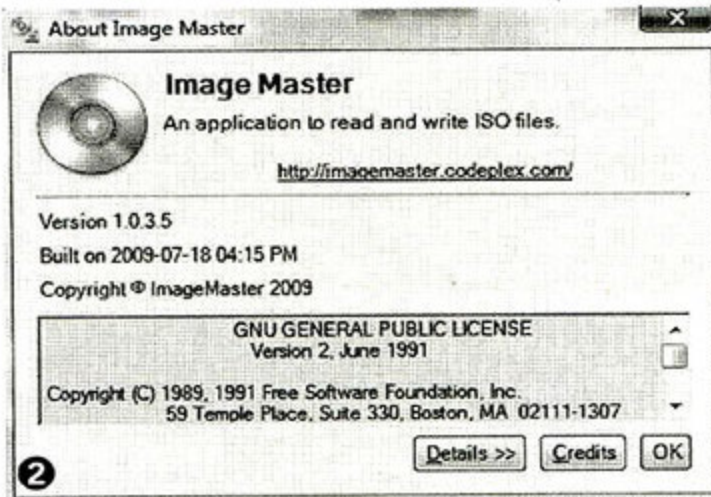 About Image Master
Image Master
An application to read and write ISO files.
http://imagemaster.codeplex.com/
Version 1.0.3.5
Built on 2009-07-18 04:15 PM
Copyright © ImageMaster 2009
GNU GENERAL PUBLIC LICENSE
Version 2, June 1991
Copyright (C) 1989, 1991 Free Software Foundation, Inc.
59 Temple Place, Suite 330, Boston, MA 02111-1307
Details >> Credits OK
2